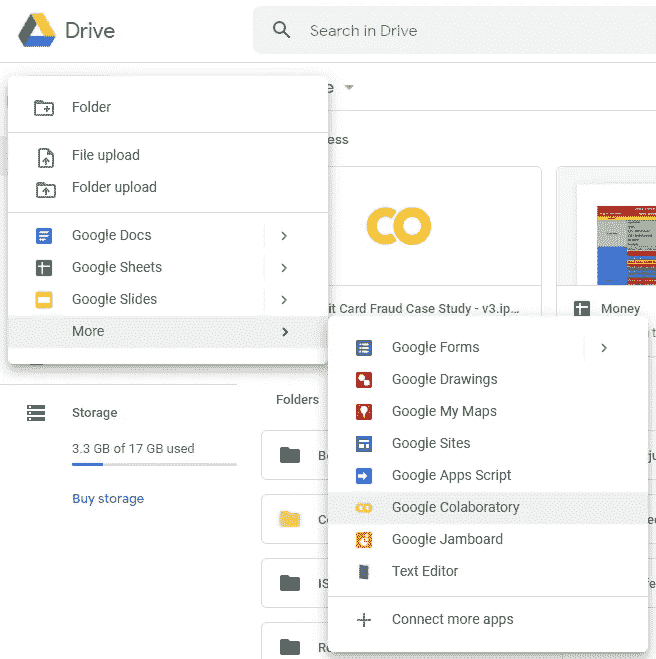 Drive
Search in Drive
Folder
ess
File upload
Folder upload
Google Docs
Google Sheets
Google Slides
it Card Fraud Case Study - v3.ip...
Money
More
Google Forms
Google Drawings
Folders
Google My Maps
Storage
Google Sites
3.3 GB of 17 GB used
Google Apps Script
Buy storage
Google Colaboratory
Google Jamboard
Text Editor
IS
Connect more apps